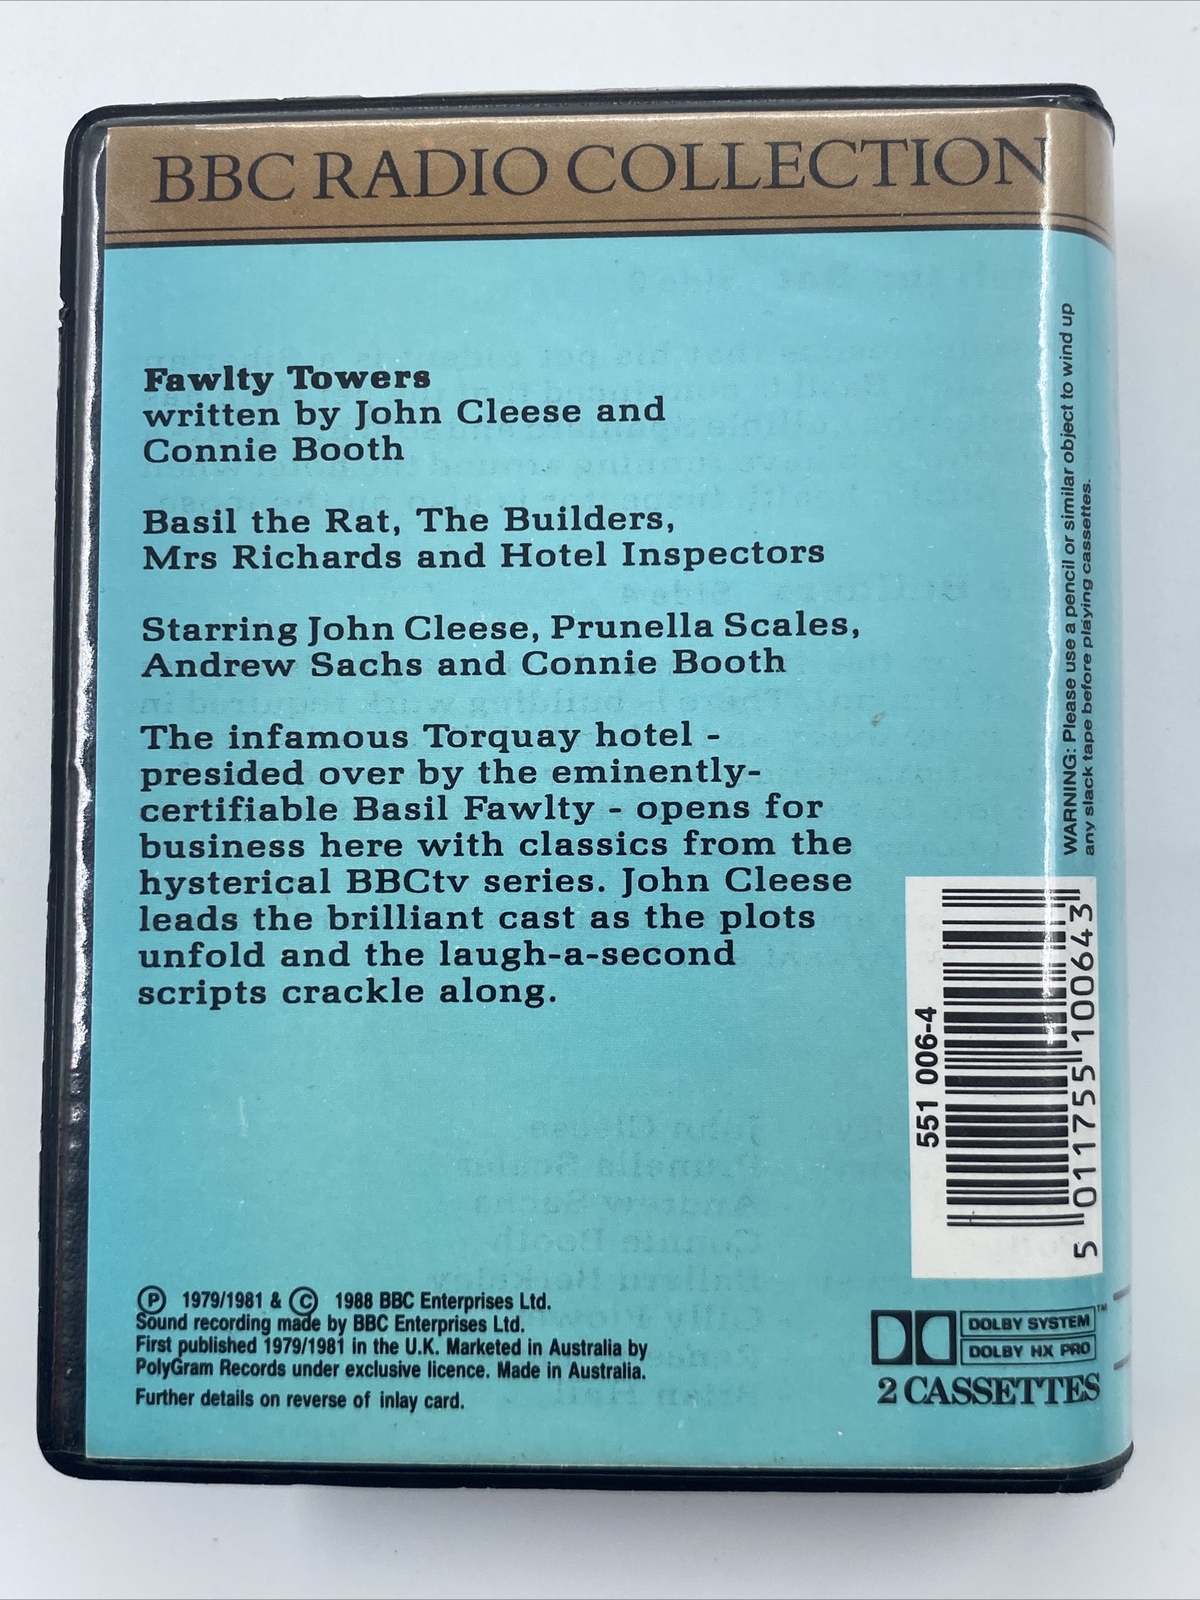 BBC RADIO COLLECTION
Fawlty Towers
written by John Cleese and
Connie Booth
Basil the Rat, The Builders,
Mrs Richards and Hotel Inspectors
Starring John Cleese, Prunella Scales,
Andrew Sachs and Connie Booth
The infamous Torquay hotel -
presided over by the eminently-
certifiable Basil Fawlty - opens for
business here with classics from the
hysterical BBCtv series. John Cleese
leads the brilliant cast as the plots
unfold and the laugh-a-second
scripts crackle along.
WARNING: Please use a pencil or similar object to wind up
any slack tape before playing cassettes.
551 006-4
5 011755 100643
Ⓟ 1979/1981 & © 1988 BBC Enterprises Ltd.
Sound recording made by BBC Enterprises Ltd.
First published 1979/1981 in the U.K. Marketed in Australia by
PolyGram Records under exclusive licence. Made in Australia.
Further details on reverse of inlay card.
DOLBY SYSTEM™
DOLBY HX PRO
2 CASSETTES